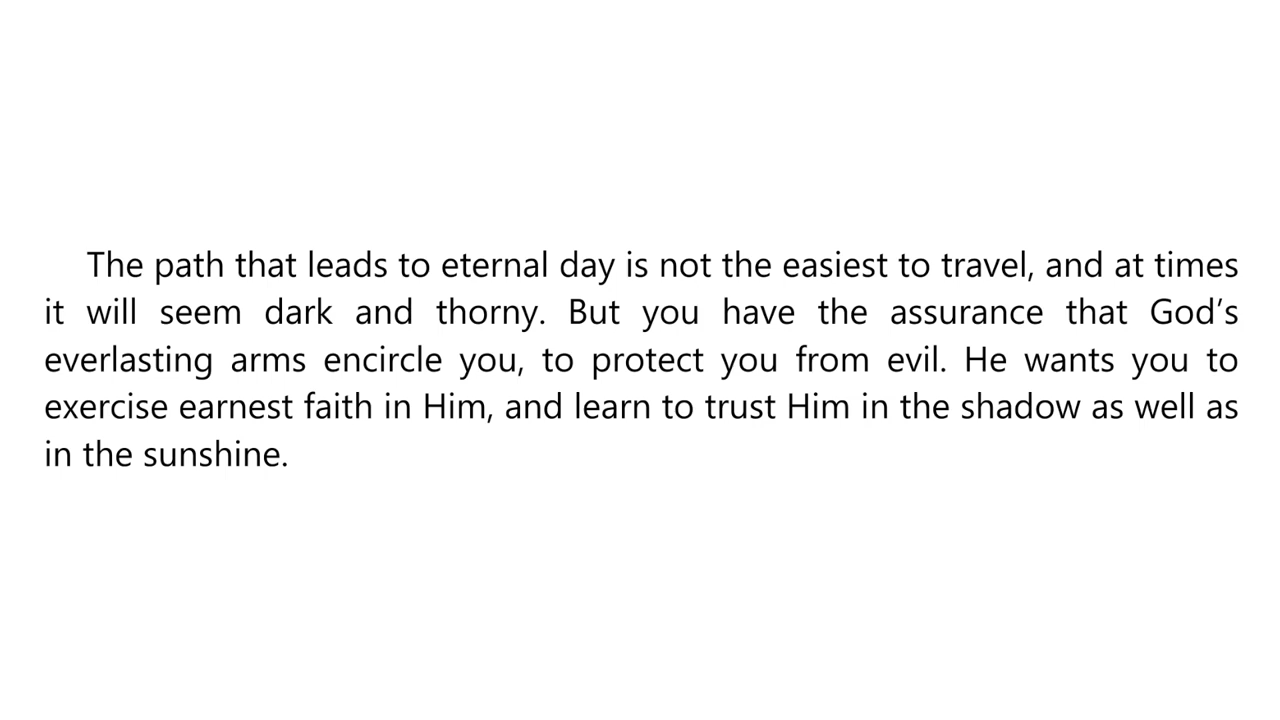 The path that leads to eternal day is not the easiest to travel, and at times
it will seem dark and thorny. But you have the assurance that God’s
everlasting arms encircle you, to protect you from evil. He wants you to
exercise earnest faith in Him, and learn to trust Him in the shadow as well as
in the sunshine.